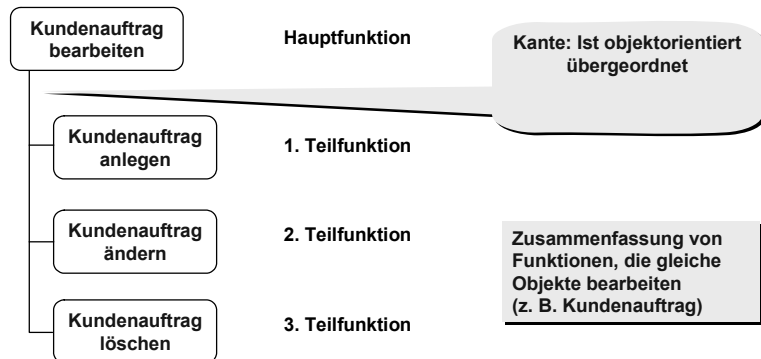 Kundenauftrag
bearbeiten
Hauptfunktion
Kante: Ist objektorientiert
übergeordnet
Kundenauftrag
anlegen
1. Teilfunktion
Kundenauftrag
ändern
2. Teilfunktion
Zusammenfassung von
Funktionen, die gleiche
Objekte bearbeiten
(z. B. Kundenauftrag)
Kundenauftrag
löschen
3. Teilfunktion